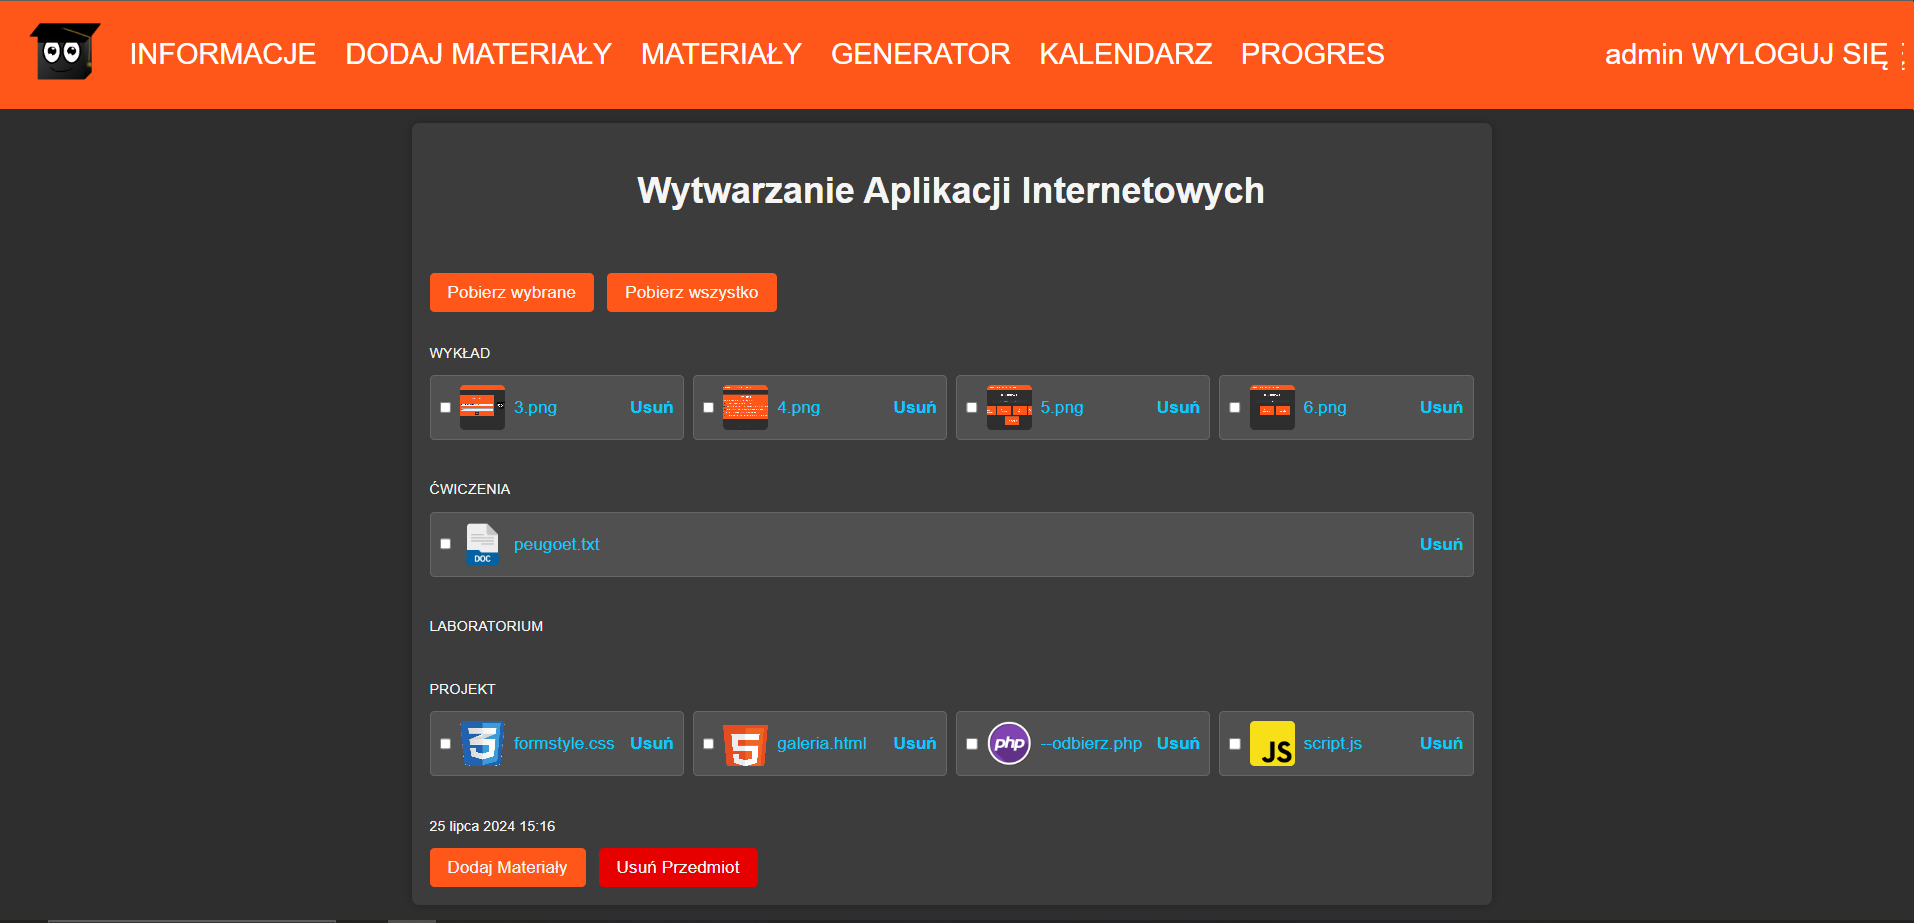 INFORMACJE DODAJ MATERIAŁY MATERIAŁY GENERATOR KALENDARZ PROGRES admin WYLOGUJ SIĘ
Wytwarzanie Aplikacji Internetowych
Pobierz wybrane Pobierz wszystko
WYKŁAD
3.png Usuń 4.png Usuń 5.png Usuń 6.png Usuń
ĆWICZENIA
DOC peugoet.txt Usuń
LABORATORIUM
PROJEKT
3 formstyle.css Usuń 5 galeria.html Usuń php --odbierz.php Usuń JS script.js Usuń
25 lipca 2024 15:16
Dodaj Materiały Usuń Przedmiot